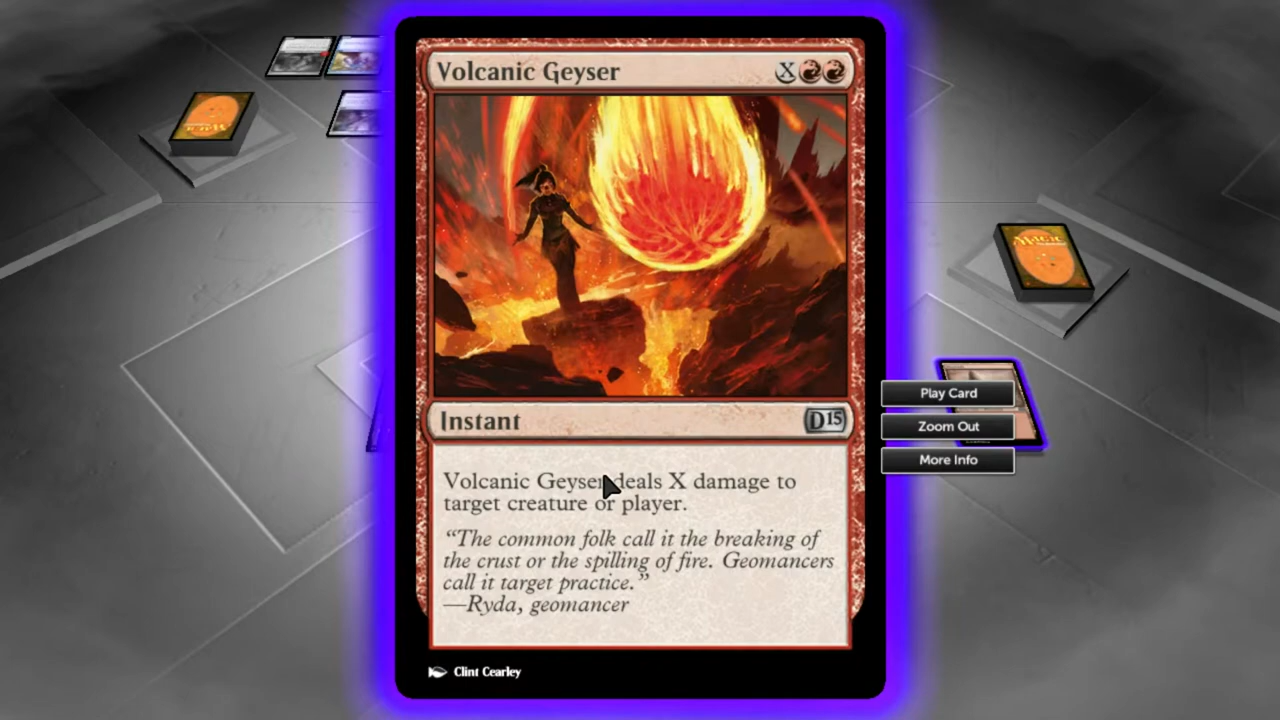 Volcanic Geyser
X
Instant
D15
Volcanic Geyser deals X damage to
target creature or player.
“The common folk call it the breaking of
the crust or the spilling of fire. Geomancers
call it target practice.”
—Ryda, geomancer
Clint Cearley
Magic
Play Card
Zoom Out
More Info